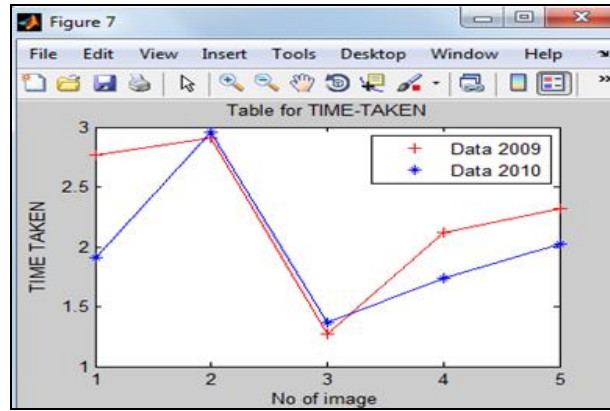 Figure 7
File Edit View Insert Tools Desktop Window Help
Table for TIME-TAKEN
Data 2009
Data 2010
TIME TAKEN
3
2.5
2
1.5
1
1 2 3 4 5
No of image